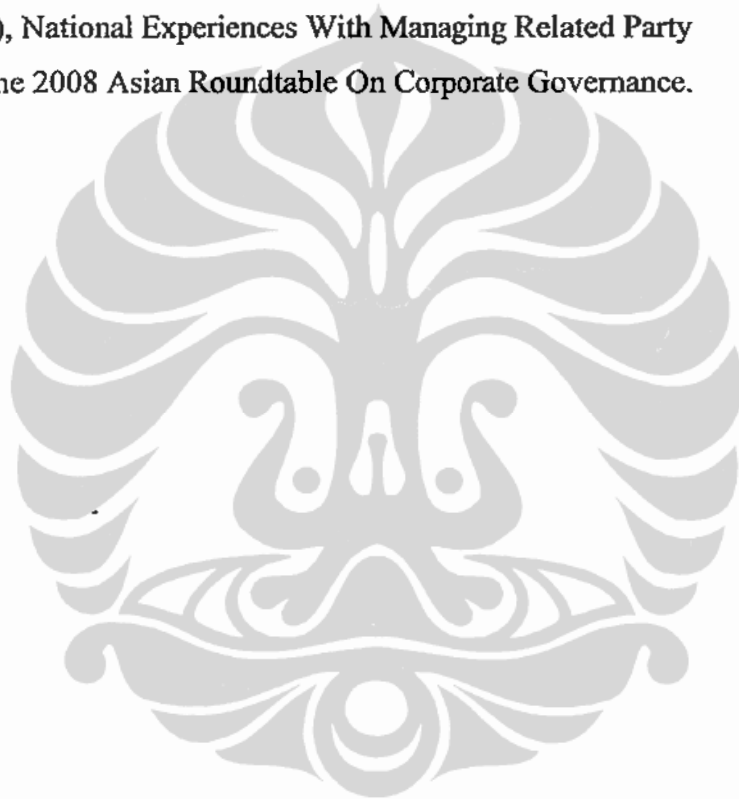 ), National Experiences With Managing Related Party
ne 2008 Asian Roundtable On Corporate Governance.